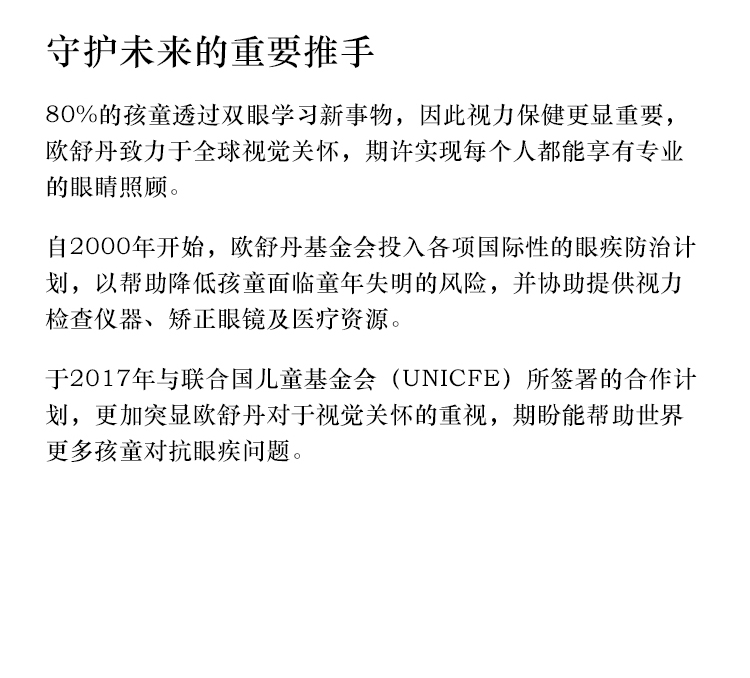 守护未来的重要推手
80%的孩童透过双眼学习新事物，因此视力保健更显重要，
欧舒丹致力于全球视觉关怀，期许实现每个人都能享有专业
的眼睛照顾。
自2000年开始，欧舒丹基金会投入各项国际性的眼疾防治计
划，以帮助降低孩童面临童年失明的风险，并协助提供视力
检查仪器、矫正眼镜及医疗资源。
于2017年与联合国儿童基金会（UNICFE）所签署的合作计
划，更加突显欧舒丹对于视觉关怀的重视，期盼能帮助世界
更多孩童对抗眼疾问题。